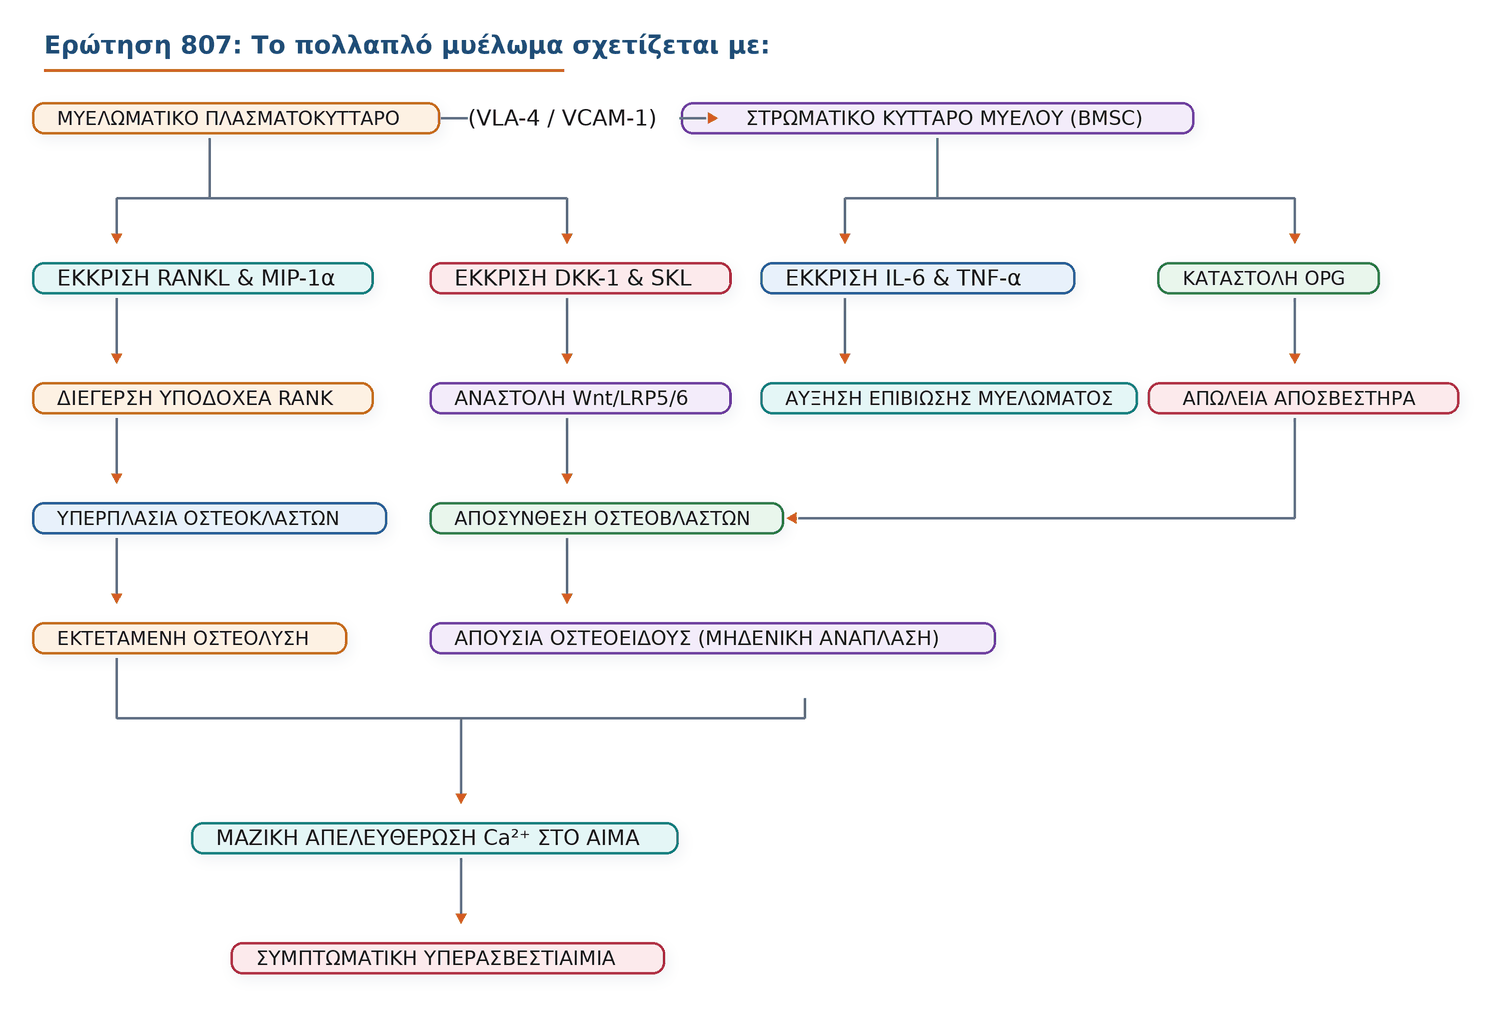 Ερώτηση 807: Το πολλαπλό μυέλωμα σχετίζεται με:
ΜΥΕΛΩΜΑΤΙΚΟ ΠΛΑΣΜΑΤΟΚΥΤΤΑΡΟ (VLA-4 / VCAM-1) ΣΤΡΩΜΑΤΙΚΟ ΚΥΤΤΑΡΟ ΜΥΕΛΟΥ (BMSC)
ΕΚΚΡΙΣΗ RANKL & MIP-1α ΕΚΚΡΙΣΗ DKK-1 & SKL ΕΚΚΡΙΣΗ IL-6 & TNF-α ΚΑΤΑΣΤΟΛΗ OPG
ΔΙΕΓΕΡΣΗ ΥΠΟΔΟΧΕΑ RANK ΑΝΑΣΤΟΛΗ Wnt/LRP5/6 ΑΥΞΗΣΗ ΕΠΙΒΙΩΣΗΣ ΜΥΕΛΩΜΑΤΟΣ ΑΠΩΛΕΙΑ ΑΠΟΣΒΕΣΤΗΡΑ
ΥΠΕΡΠΛΑΣΙΑ ΟΣΤΕΟΚΛΑΣΤΩΝ ΑΠΟΣΥΝΘΕΣΗ ΟΣΤΕΟΒΛΑΣΤΩΝ
ΕΚΤΕΤΑΜΕΝΗ ΟΣΤΕΟΛΥΣΗ ΑΠΟΥΣΙΑ ΟΣΤΕΟΕΙΔΟΥΣ (ΜΗΔΕΝΙΚΗ ΑΝΑΠΛΑΣΗ)
ΜΑΖΙΚΗ ΑΠΕΛΕΥΘΕΡΩΣΗ Ca²⁺ ΣΤΟ ΑΙΜΑ
ΣΥΜΠΤΩΜΑΤΙΚΗ ΥΠΕΡΑΣΒΕΣΤΙΑΙΜΙΑ